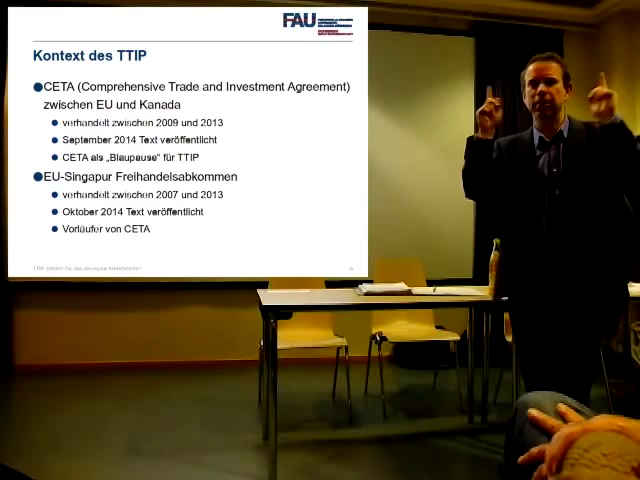 FAU
Kontext des TTIP
CETA (Comprehensive Trade and Investment Agreement)
zwischen EU und Kanada
verhandelt zwischen 2009 und 2013
September 2014 Text veröffentlicht
CETA als „Blaupause“ für TTIP
EU-Singapur Freihandelsabkommen
verhandelt zwischen 2007 und 2013
Oktober 2014 Text veröffentlicht
Vorläufer von CETA